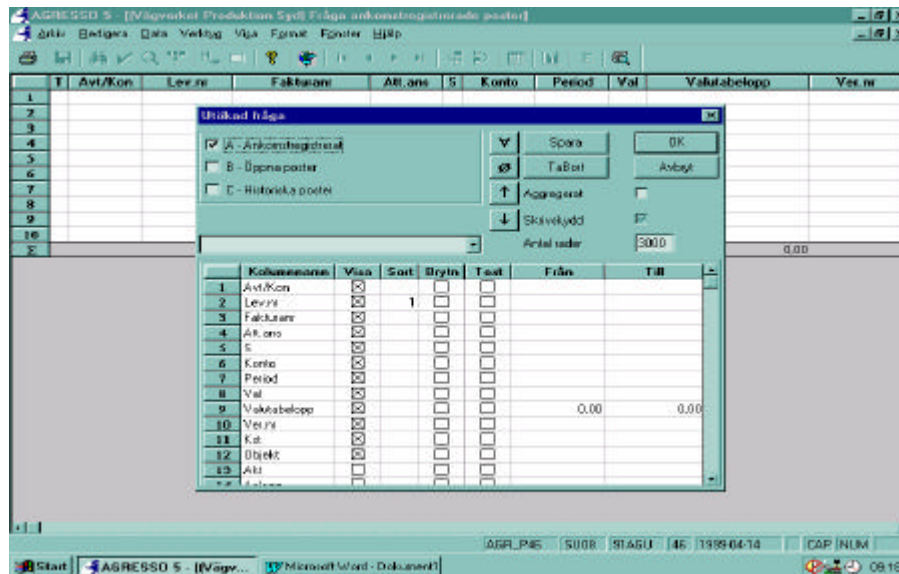 AGRESSO 5 - [(Vägverket Produktion Syd) Fråga ankomstregistrerade poster]
Arkiv Redigera Data Verktyg Visa Format Fönster Hjälp
T Avt/Kon Lev.nr Fakturanr Att.ans S Konto Period Val Valutabelopp Ver.nr
1
2
3
4
5
6
7
8
9
10
Σ 0,00
Utökad fråga
A - Ankomstregistrerat
B - Öppna poster
C - Historiska poster
Spara OK
TaBort Avbryt
Aggregerat
Skrivskydd
Antal rader 3000
Kolumnnamn Visa Sort Brytn Text Från Till
1 Avt/Kon
2 Lev.nr 1
3 Fakturanr
4 Att.ans
5 S
6 Konto
7 Period
8 Val
9 Valutabelopp 0.00 0.00
10 Ver.nr
11 Kst
12 Objekt
13 Akt
14
1999-04-14 CAP NUM
Start AGRESSO 5 - [(Vägv... Microsoft Word - Dokument1 09:16